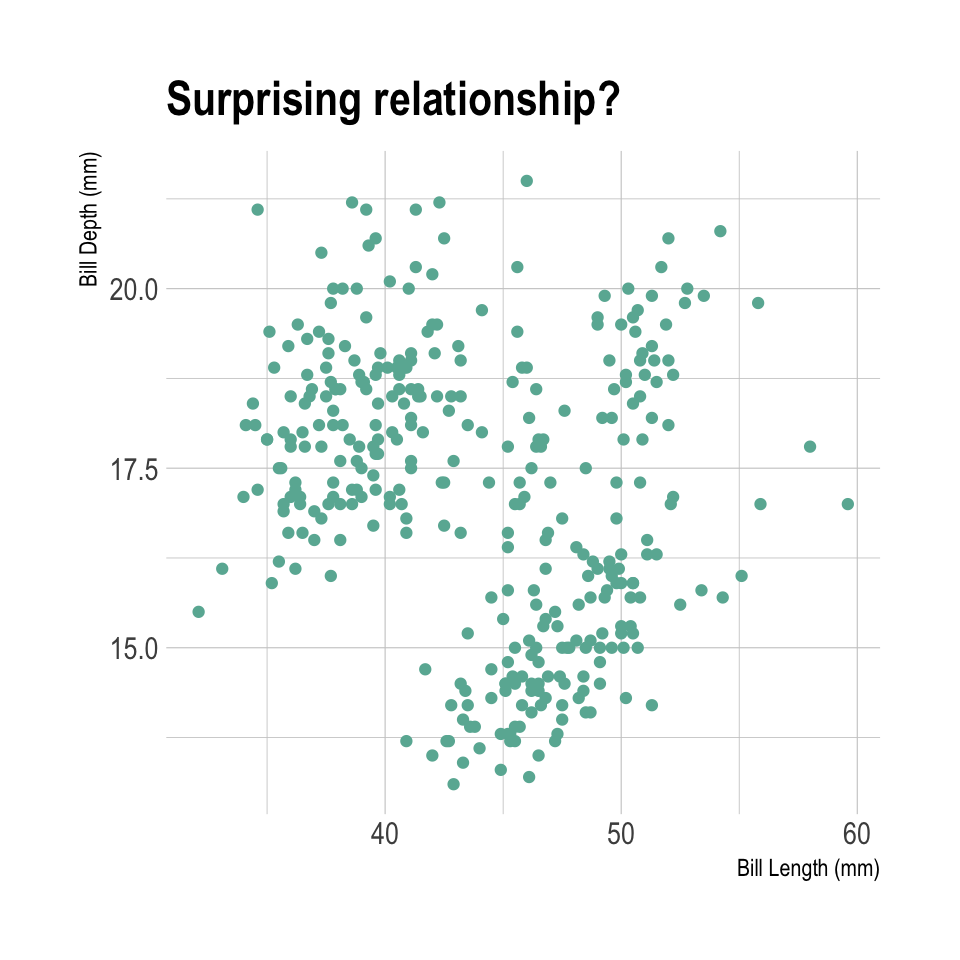 Surprising relationship?
Bill Depth (mm)
20.0
17.5
15.0
40 50 60
Bill Length (mm)